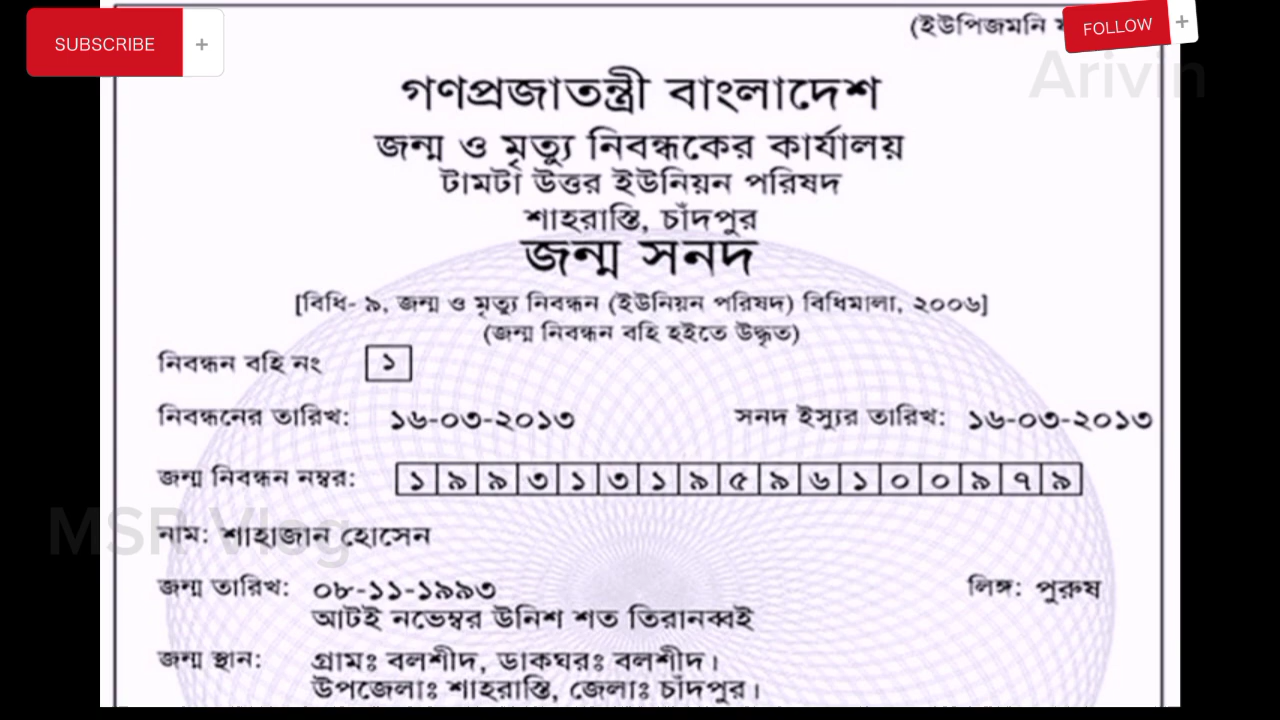 SUBSCRIBE +
FOLLOW +
(ইউপিজমনি
Arivin
গণপ্রজাতন্ত্রী বাংলাদেশ
জন্ম ও মৃত্যু নিবন্ধকের কার্যালয়
টামটা উত্তর ইউনিয়ন পরিষদ
শাহরাস্তি, চাঁদপুর
জন্ম সনদ
[বিধি- ৯, জন্ম ও মৃত্যু নিবন্ধন (ইউনিয়ন পরিষদ) বিধিমালা, ২০০৬]
(জন্ম নিবন্ধন বহি হইতে উদ্ধৃত)
নিবন্ধন বহি নং ১
নিবন্ধনের তারিখ: ১৬-০৩-২০১৩ সনদ ইস্যুর তারিখ: ১৬-০৩-২০১৩
জন্ম নিবন্ধন নম্বর: ১ ৯ ৯ ৩ ১ ৩ ১ ৯ ৫ ৯ ৬ ১ ০ ০ ৯ ৭ ৯
MSR Vlog
নাম: শাহাজান হোসেন
জন্ম তারিখ: ০৮-১১-১৯৯৩ লিঙ্গ: পুরুষ
আটই নভেম্বর উনিশ শত তিরানব্বই
জন্ম স্থান: গ্রামঃ বলশীদ, ডাকঘরঃ বলশীদ।
উপজেলাঃ শাহরাস্তি, জেলাঃ চাঁদপুর।